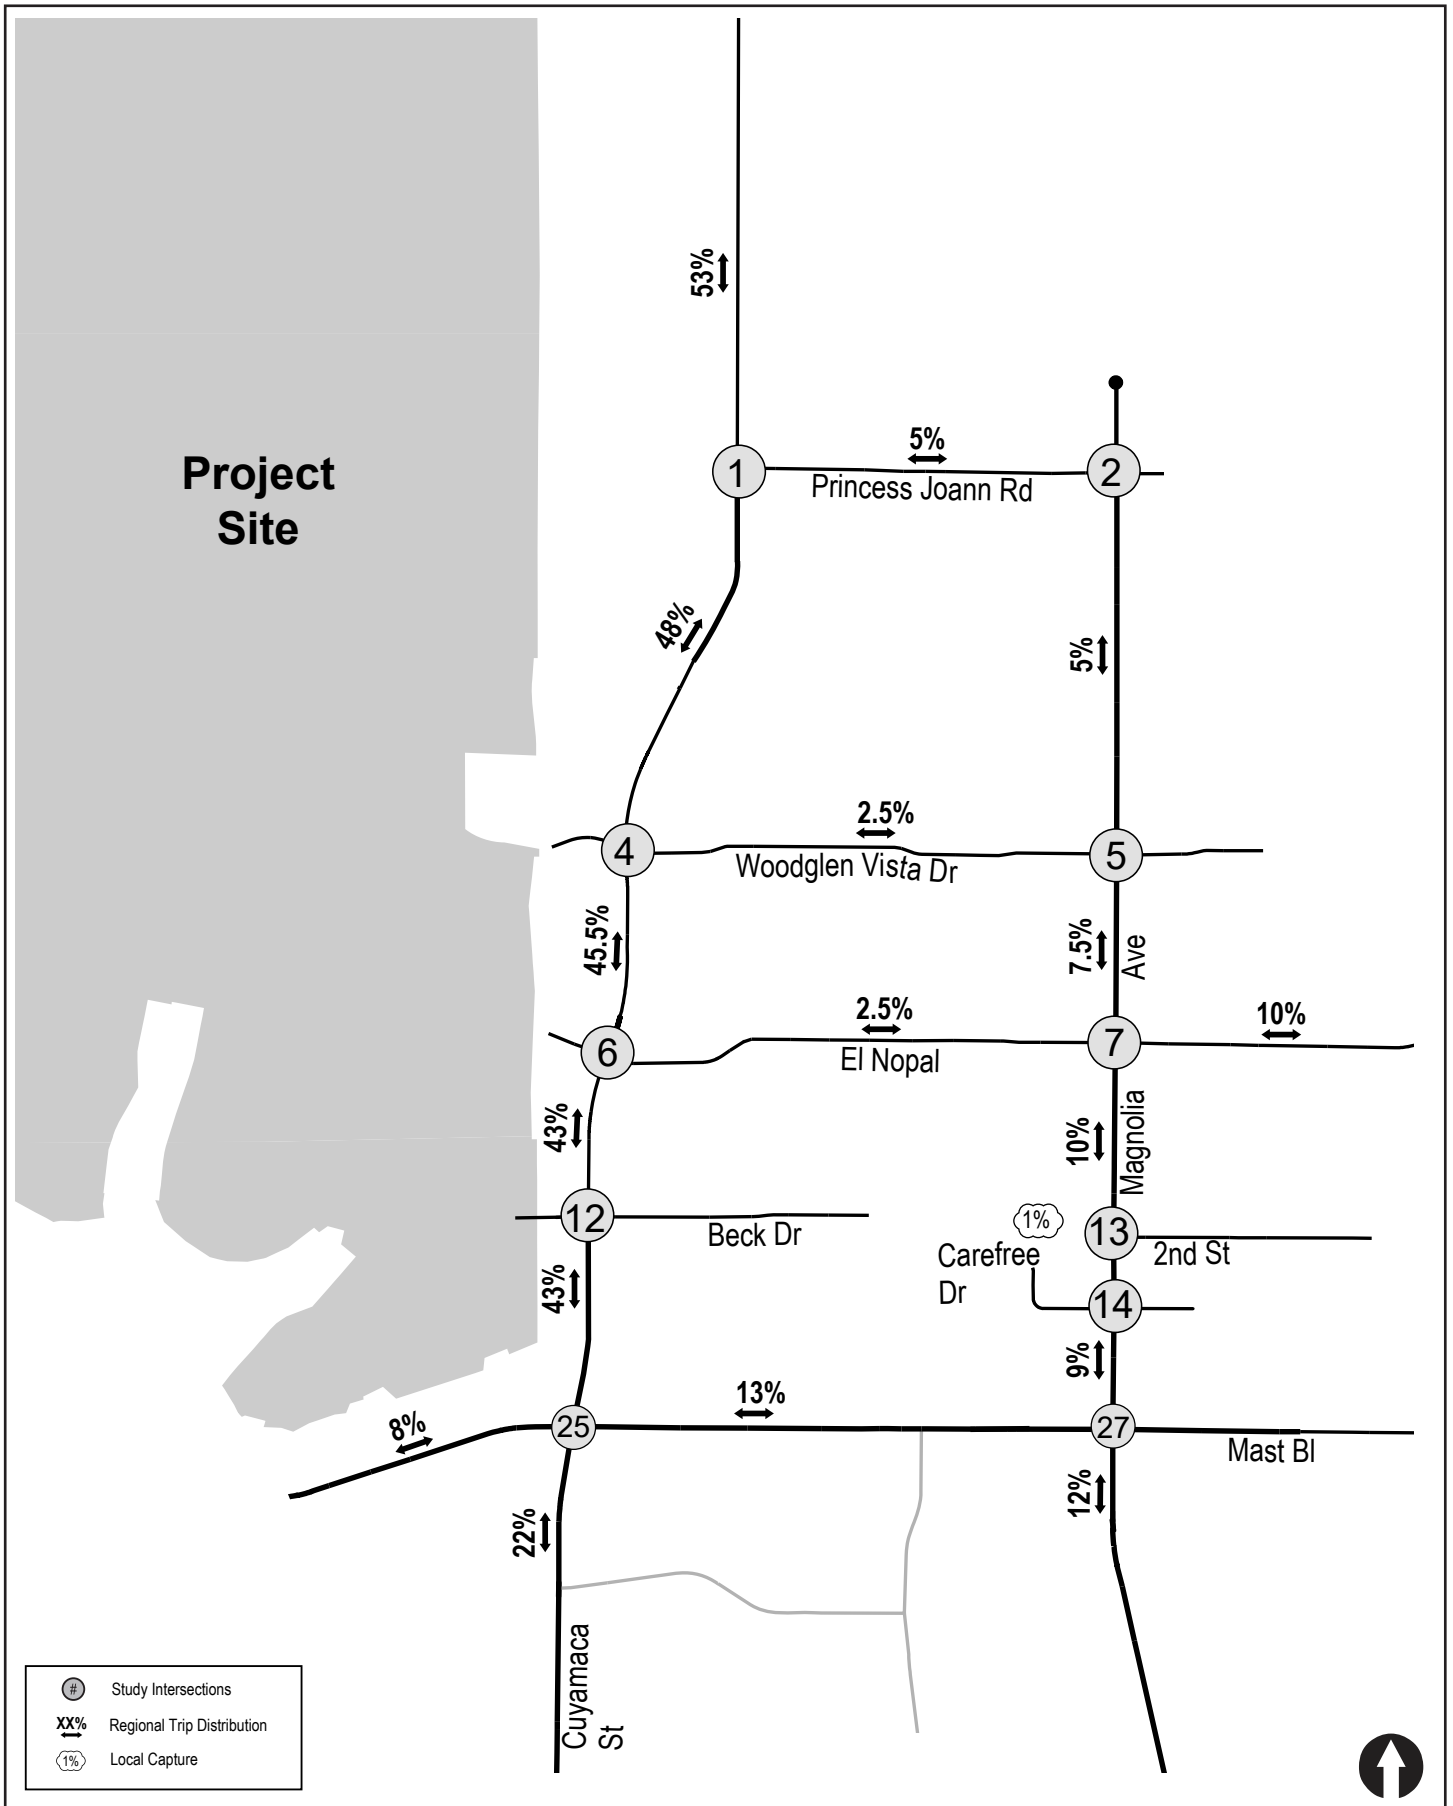 53%
5%
1
2
Princess Joann Rd
Project
Site
48%
5%
2.5%
4
5
Woodglen Vista Dr
45.5%
7.5%
Ave
2.5%
10%
6
7
El Nopal
43%
10%
Magnolia
12
Beck Dr
1%
13
2nd St
Carefree
Dr
43%
14
9%
13%
8%
25
27
Mast Bl
12%
22%
Cuyamaca
St
# Study Intersections
XX% Regional Trip Distribution
1% Local Capture